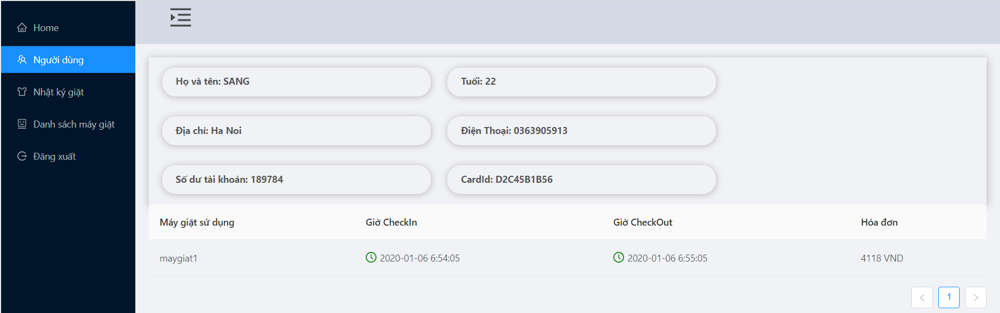 Home
Người dùng
Nhật ký giặt
Danh sách máy giặt
Đăng xuất
Họ và tên: SANG
Tuổi: 22
Địa chỉ: Ha Noi
Điện Thoại: 0363905913
Số dư tài khoản: 189784
CardId: D2C45B1B56
Máy giặt sử dụng Giờ CheckIn Giờ CheckOut Hóa đơn
maygiat1 2020-01-06 6:54:05 2020-01-06 6:55:05 4118 VND
< 1 >